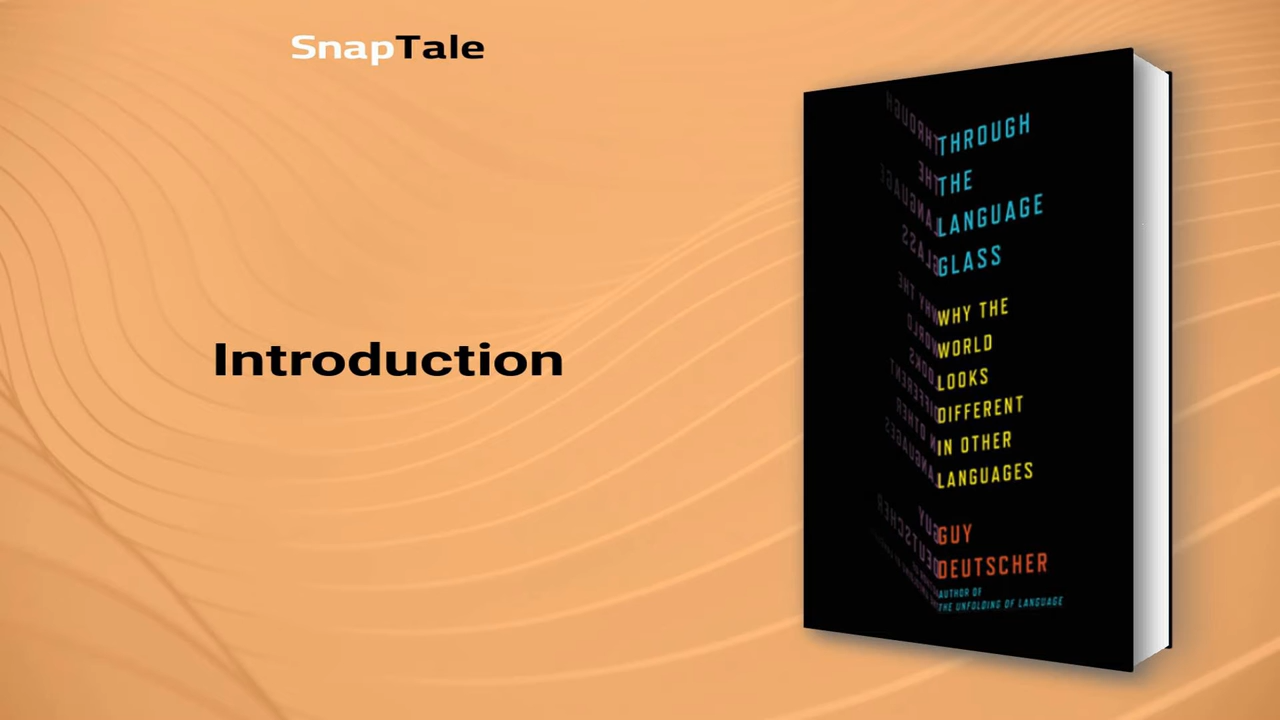 SnapTale
Introduction
THROUGH
THE
LANGUAGE
GLASS
WHY THE
WORLD
LOOKS
DIFFERENT
IN OTHER
LANGUAGES
GUY
DEUTSCHER
AUTHOR OF
THE UNFOLDING OF LANGUAGE